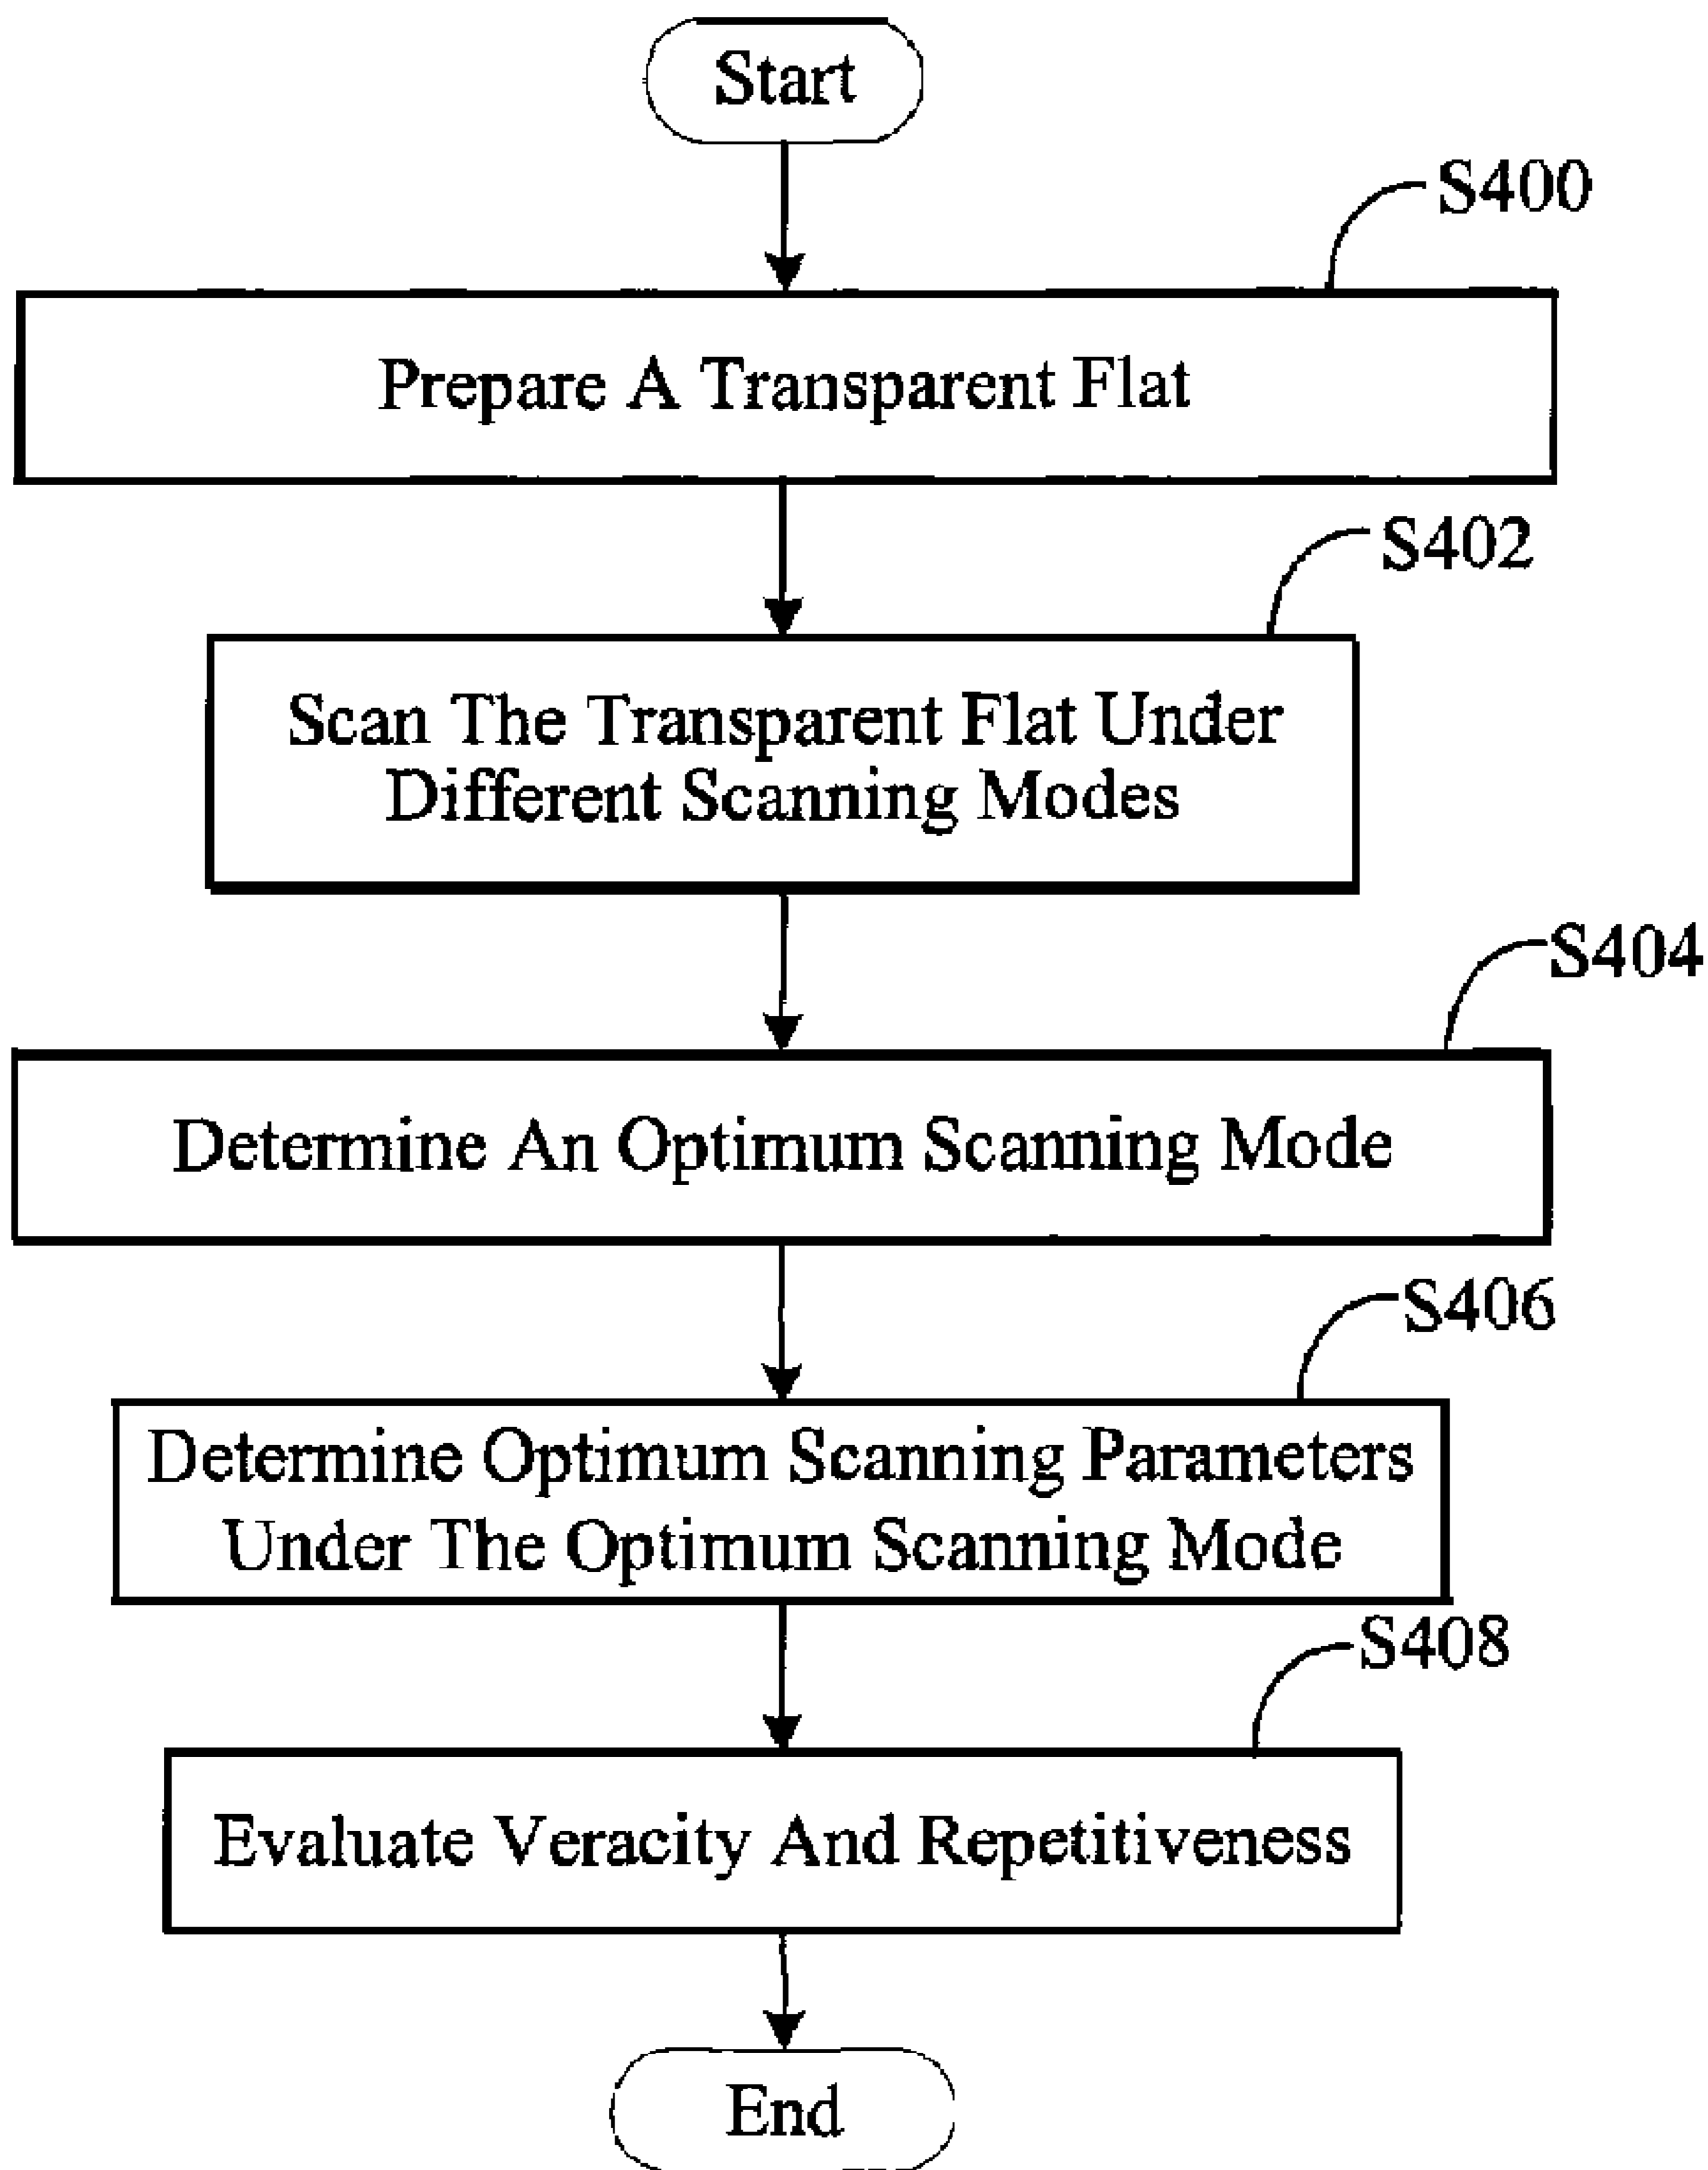 Start
S400
Prepare A Transparent Flat
S402
Scan The Transparent Flat Under
Different Scanning Modes
S404
Determine An Optimum Scanning Mode
S406
Determine Optimum Scanning Parameters
Under The Optimum Scanning Mode
S408
Evaluate Veracity And Repetitiveness
End